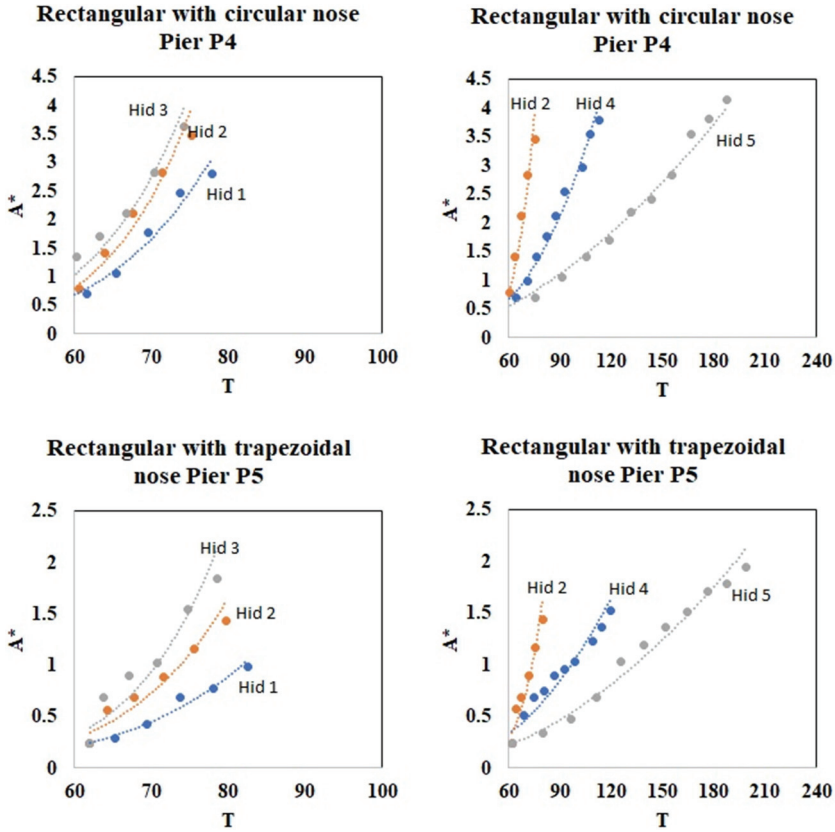 Rectangular with circular nose
Pier P4
4.5
4
3.5
3
2.5
2
1.5
1
0.5
0
A*
Hid 3
Hid 2
Hid 1
60 70 80 90 100
T
Rectangular with circular nose
Pier P4
4.5
4
3.5
3
2.5
2
1.5
1
0.5
0
A*
Hid 2 Hid 4
Hid 5
60 90 120 150 180 210 240
T
Rectangular with trapezoidal
nose Pier P5
2.5
2
1.5
1
0.5
0
A*
Hid 3
Hid 2
Hid 1
60 70 80 90 100
T
Rectangular with trapezoidal
nose Pier P5
2.5
2
1.5
1
0.5
0
A*
Hid 2 Hid 4
Hid 5
60 90 120 150 180 210 240
T